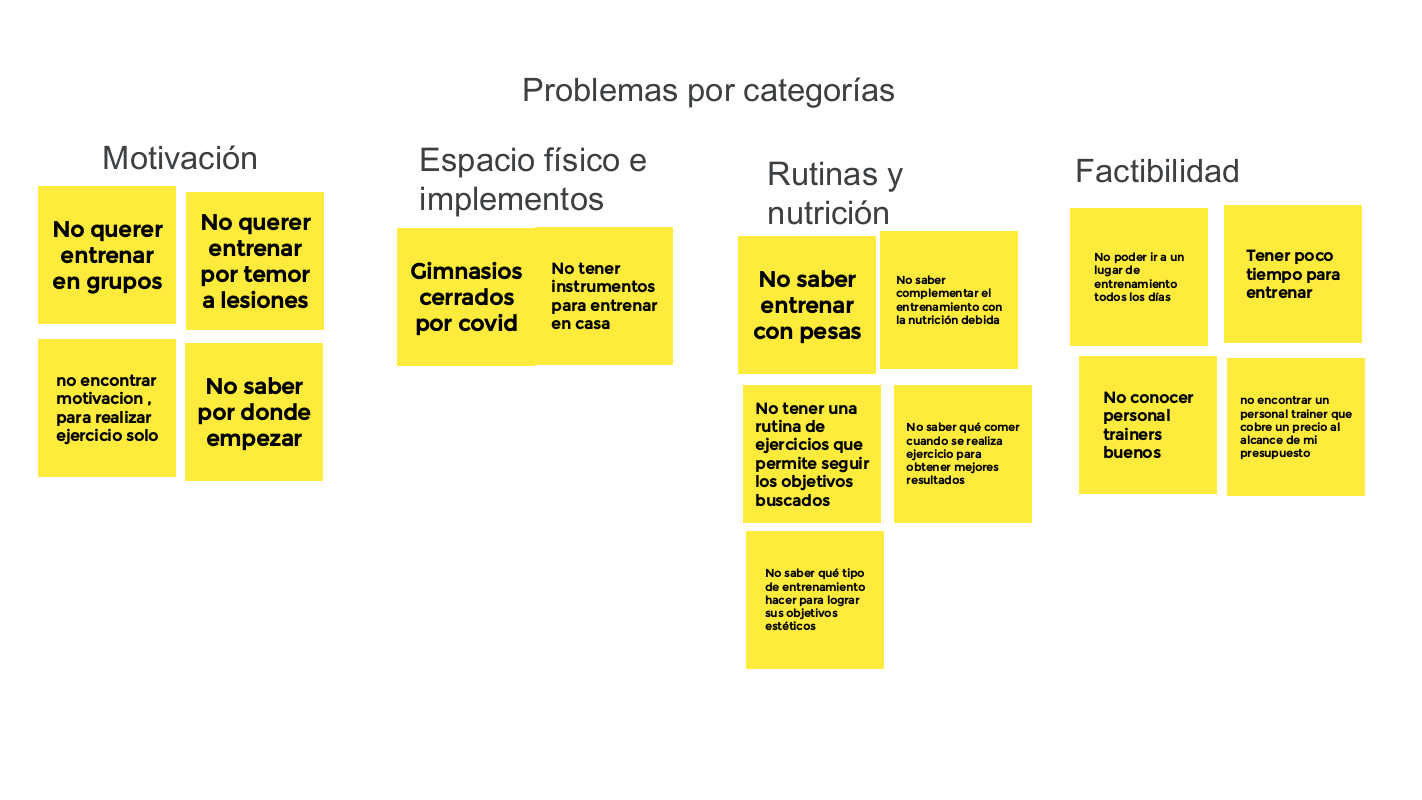 Problemas por categorías
Motivación
No querer
entrenar
en grupos
No querer
entrenar
por temor
a lesiones
no encontrar
motivacion ,
para realizar
ejercicio solo
No saber
por donde
empezar
Espacio físico e
implementos
Gimnasios
cerrados
por covid
No tener
instrumentos
para entrenar
en casa
Rutinas y
nutrición
No saber
entrenar
con pesas
No saber
complementar el
entrenamiento con
la nutrición debida
No tener una
rutina de
ejercicios que
permite seguir
los objetivos
buscados
No saber qué comer
cuando se realiza
ejercicio para
obtener mejores
resultados
No saber qué tipo
de entrenamiento
hacer para lograr
sus objetivos
estéticos
Factibilidad
No poder ir a un
lugar de
entrenamiento
todos los días
Tener poco
tiempo para
entrenar
No conocer
personal
trainers
buenos
no encontrar un
personal trainer que
cobre un precio al
alcance de mi
presupuesto